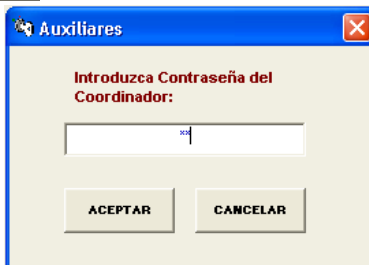 Auxiliares
Introduzca Contraseña del
Coordinador:
**
ACEPTAR CANCELAR